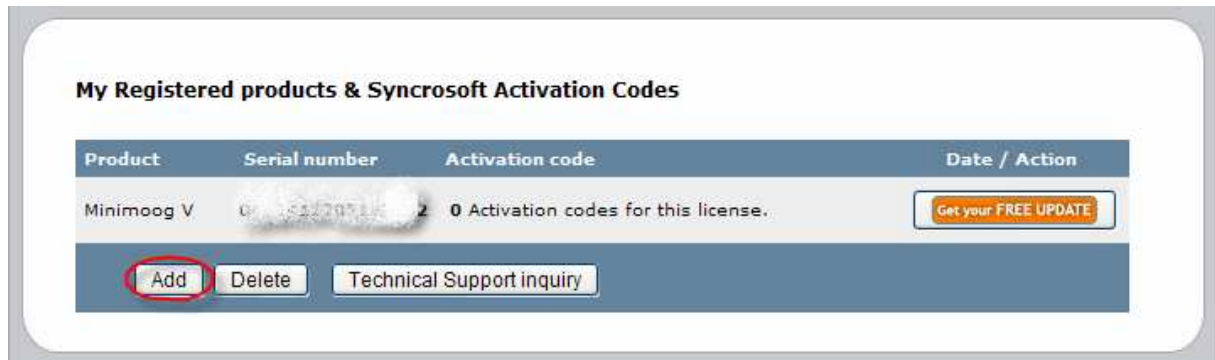 My Registered products & Syncrosoft Activation Codes
Product Serial number Activation code Date / Action
Minimoog V 0 Activation codes for this license. Get your FREE UPDATE
Add Delete Technical Support inquiry